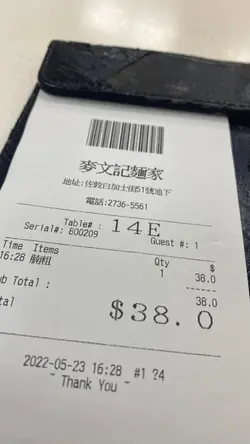 麥文記麵家
地址:佐敦白加士街51號地下
電話:2736-5561
Table# : 14E
Serial#: 800209 Guest #: 1
Time Items Qty $
16:28 腩粗 1 38.0
ub Total : 38.0
tal $38.0
2022-05-23 16:28 #1 ?4
~ Thank You ~